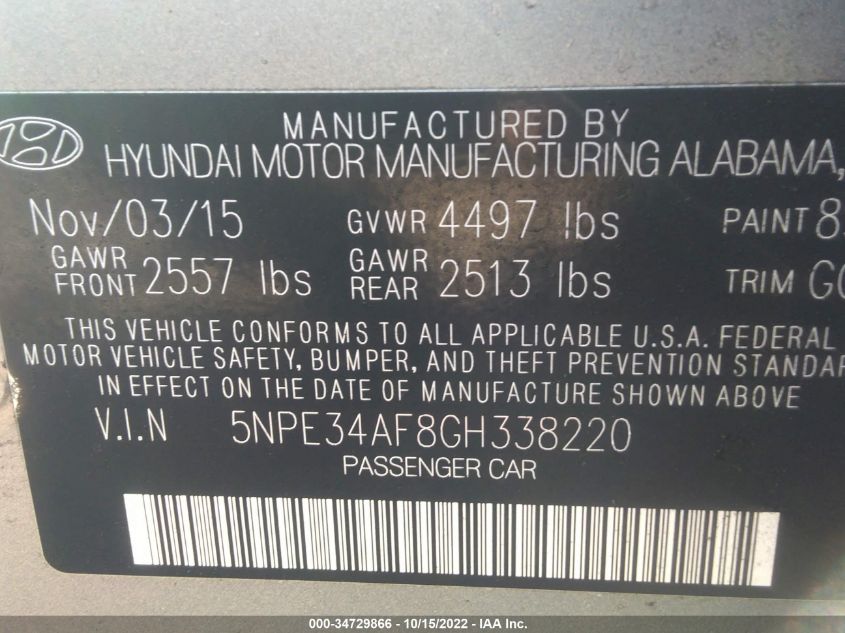 MANUFACTURED BY
HYUNDAI MOTOR MANUFACTURING ALABAMA,
Nov/03/15 GVWR 4497 lbs PAINT
GAWR FRONT 2557 lbs GAWR REAR 2513 lbs TRIM
THIS VEHICLE CONFORMS TO ALL APPLICABLE U.S.A. FEDERAL
MOTOR VEHICLE SAFETY, BUMPER, AND THEFT PREVENTION STANDAR
IN EFFECT ON THE DATE OF MANUFACTURE SHOWN ABOVE
V.I.N 5NPE34AF8GH338220
PASSENGER CAR
000-34729866 - 10/15/2022 - IAA Inc.